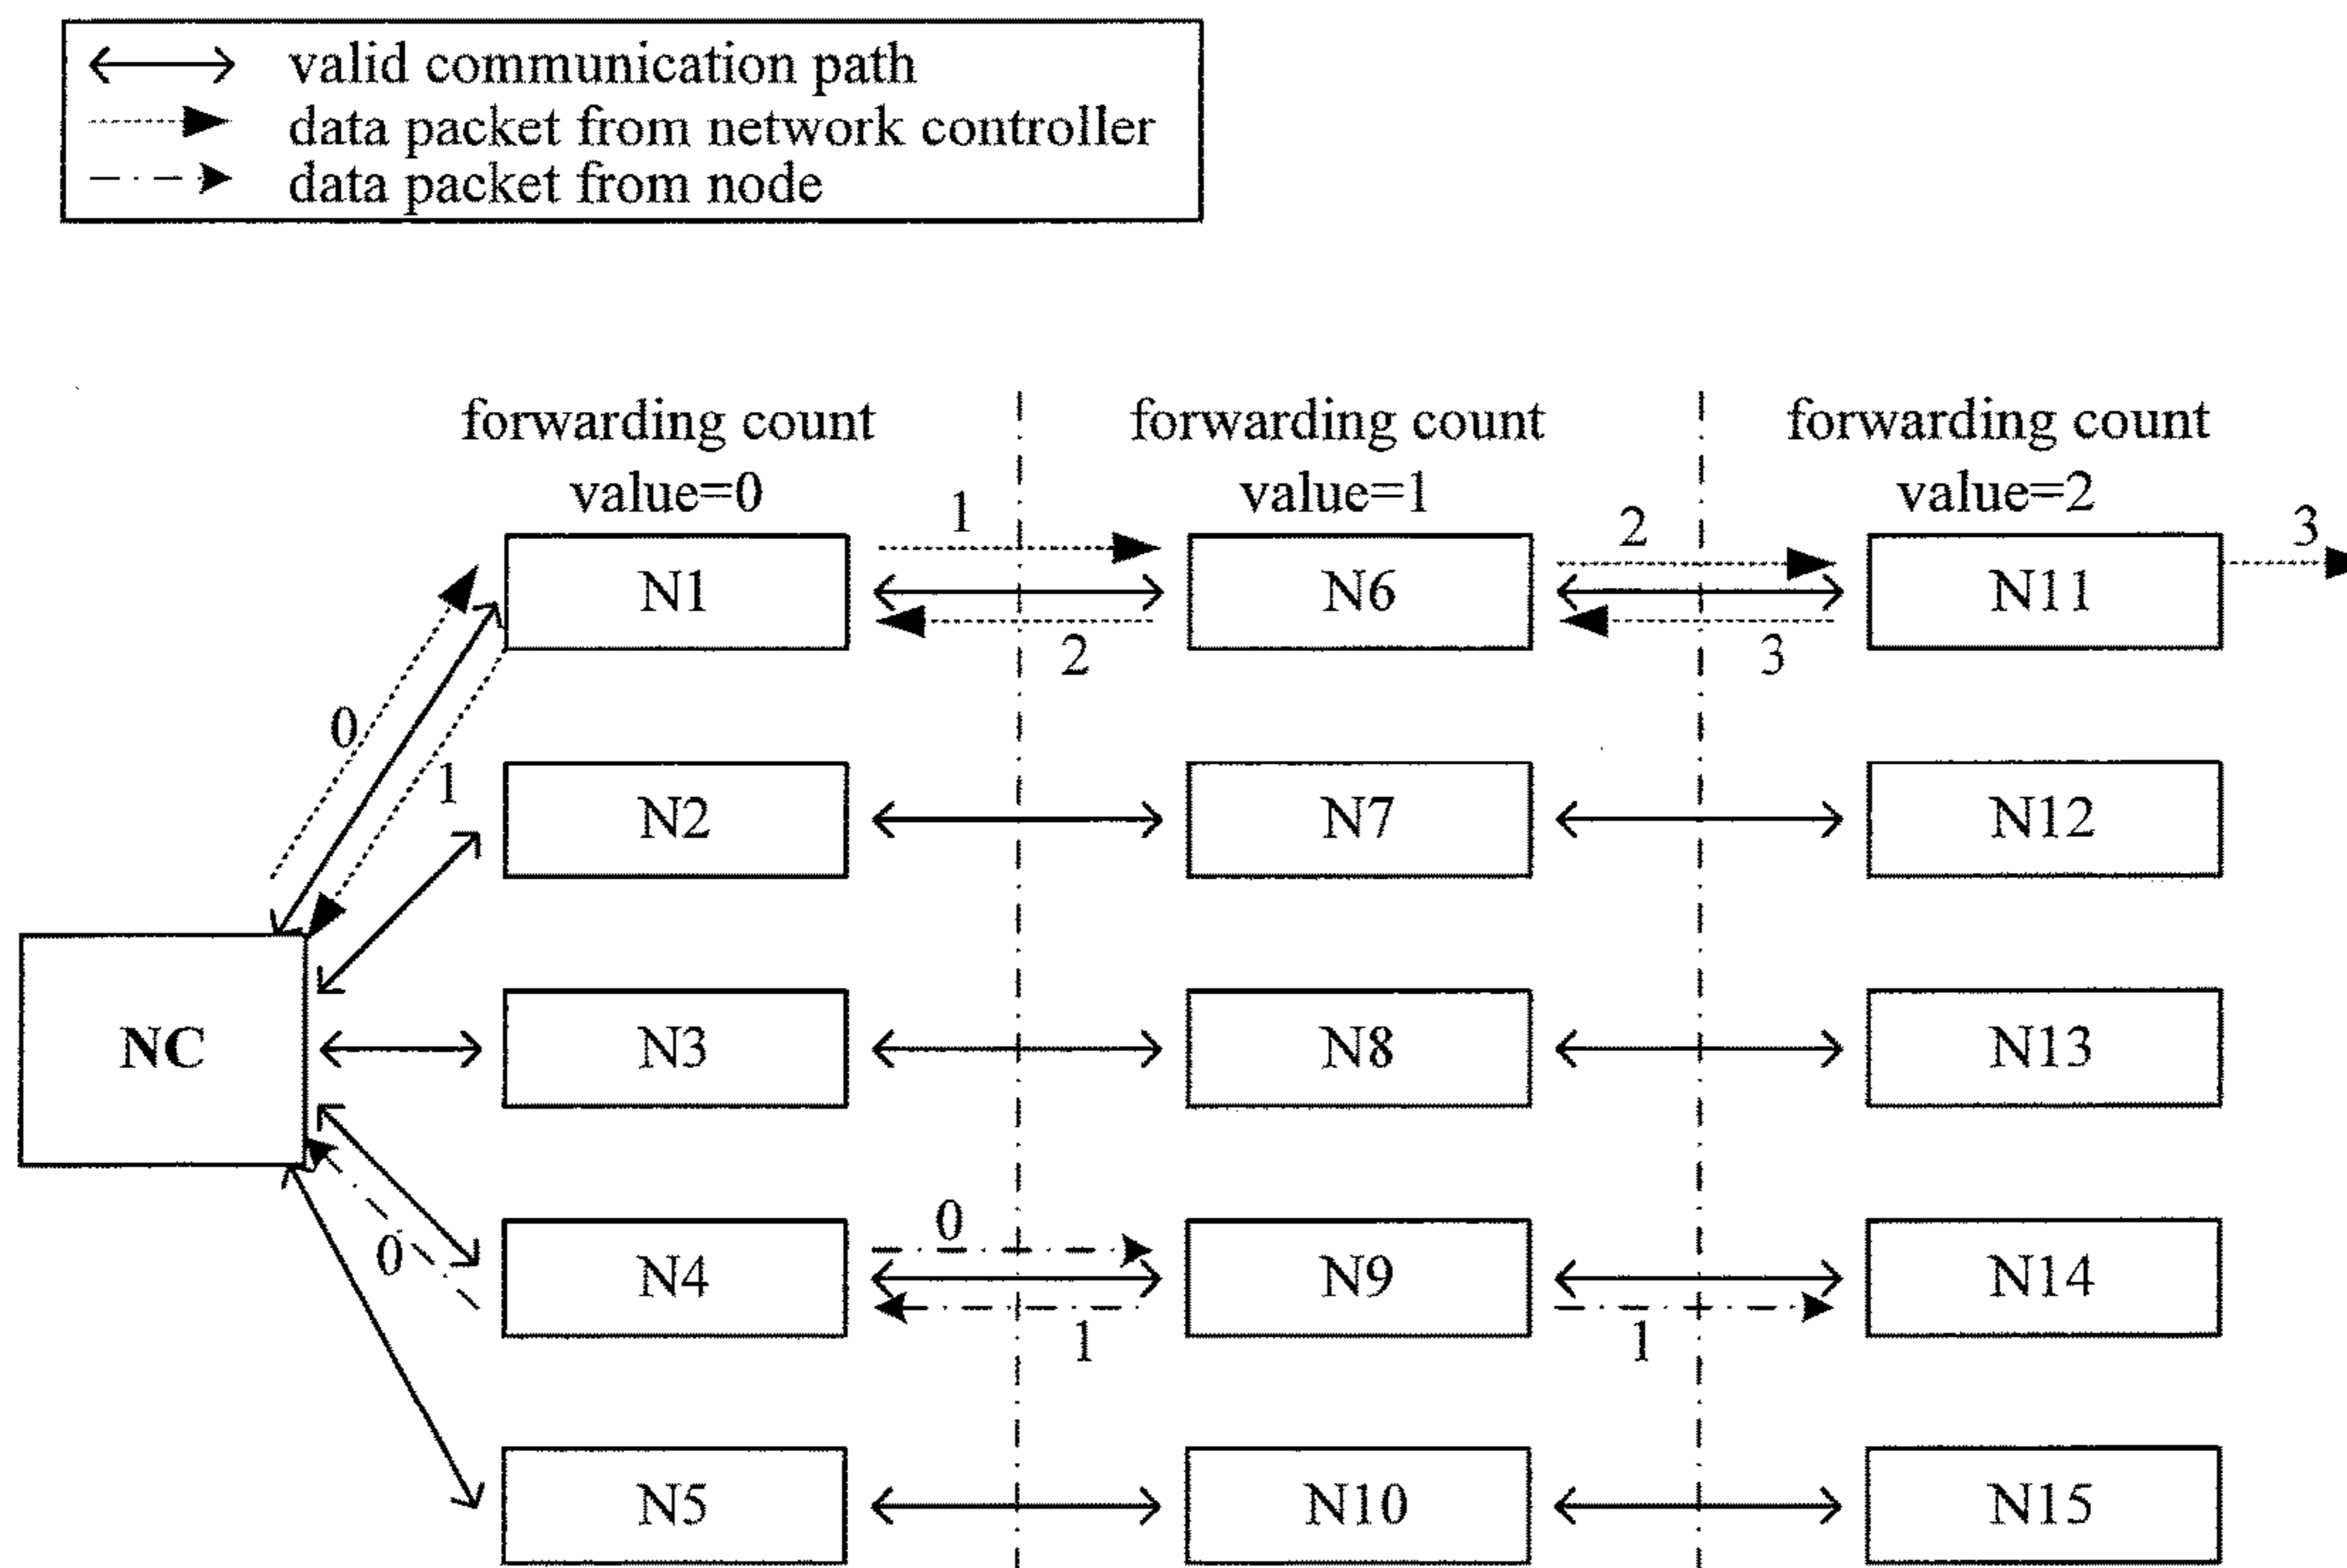 valid communication path
data packet from network controller
data packet from node
forwarding count value=0
forwarding count value=1
forwarding count value=2
1
2
3
N1
N6
N11
2
3
0
1
N2
N7
N12
NC
N3
N8
N13
0
0
N4
N9
N14
1
1
N5
N10
N15